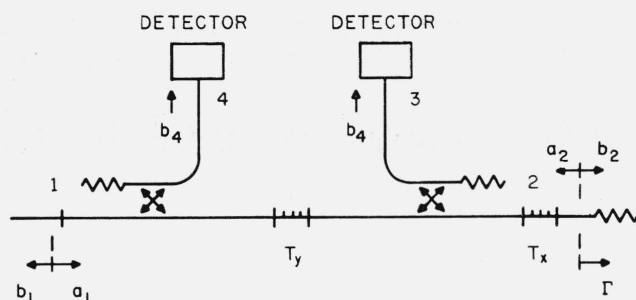 DETECTOR DETECTOR
4 3
b4 b4
1 2 a2 b2
Ty Tx
b1 a1 Γ